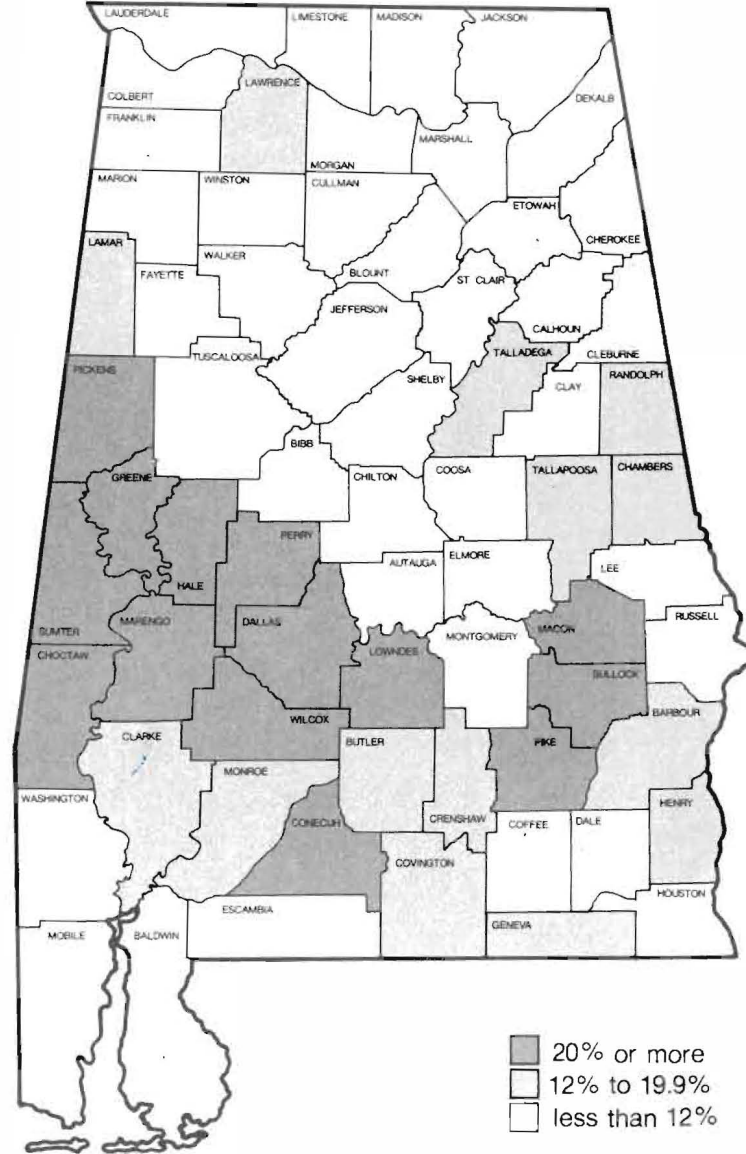 LAUDERDALE
LIMESTONE
MADISON
JACKSON
LAWRENCE
COLBERT
FRANKLIN
DEKALB
MARSHALL
MORGAN
MARION
WINSTON
CULLMAN
ETOWAH
CHEROKEE
LAMAR
FAYETTE
WALKER
BLOUNT
ST CLAIR
JEFFERSON
CALHOUN
TUSCALOOSA
TALLADEGA
CLEBURNE
PICKENS
SHELBY
CLAY
RANDOLPH
BIBB
GREENE
CHILTON
COOSA
TALLAPOOSA
CHAMBERS
PERRY
AUTAUGA
ELMORE
LEE
HALE
SUMTER
MARENGO
DALLAS
LOWNDES
MONTGOMERY
MACON
RUSSELL
CHOCTAW
BULLOCK
WILCOX
BARBOUR
CLARKE
BUTLER
PIKE
MONROE
WASHINGTON
CONECUH
CRENSHAW
COFFEE
DALE
HENRY
COVINGTON
HOUSTON
ESCAMBIA
GENEVA
MOBILE
BALDWIN
20% or more
12% to 19.9%
less than 12%